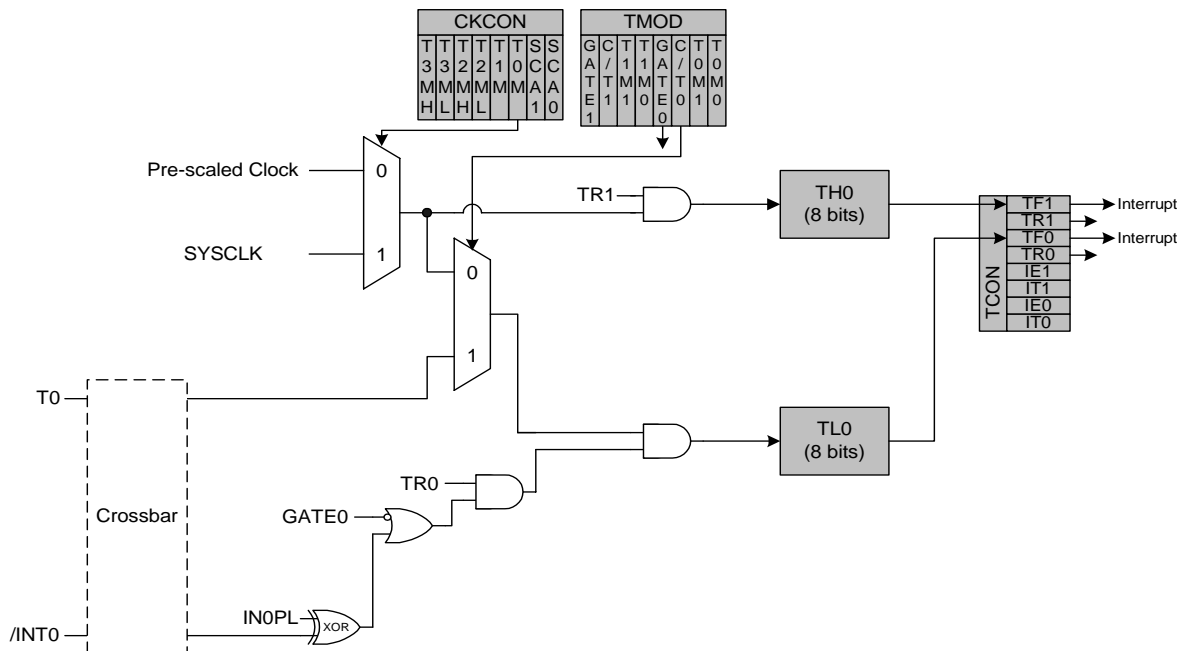 CKCON
T3MH
T3ML
T2MH
T2ML
T1M
T0M
SCA1
SCA0
TMOD
GATE1
C/T1
T1M1
T1M0
GATE0
C/T0
T0M1
T0M0
Pre-scaled Clock
0
SYSCLK
1
TR1
TH0
(8 bits)
TCON
TF1
TR1
TF0
TR0
IE1
IT1
IE0
IT0
Interrupt
Interrupt
0
1
T0
Crossbar
TL0
(8 bits)
TR0
GATE0
IN0PL
XOR
/INT0